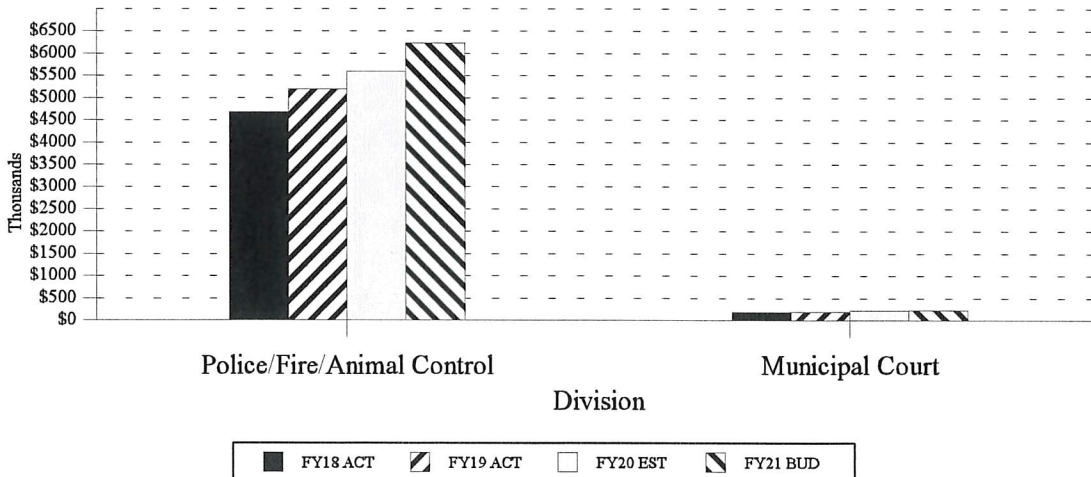 $6500
$6000
$5500
$5000
$4500
$4000
$3500
$3000
$2500
$2000
$1500
$1000
$500
$0
Thousands
Police/Fire/Animal Control
Municipal Court
Division
FY18 ACT
FY19 ACT
FY20 EST
FY21 BUD